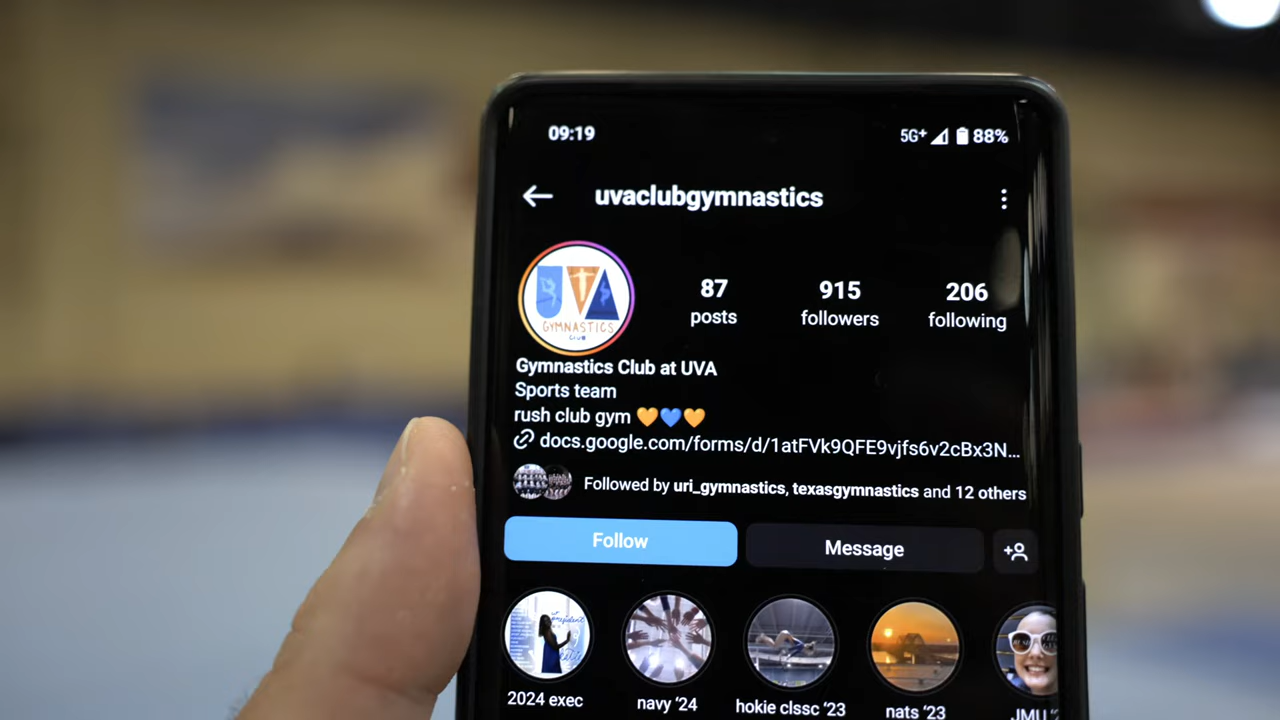 09:19
5G+ 88%
uvaclubgymnastics
UVA
GYMNASTICS
CLUB
87 915 206
posts followers following
Gymnastics Club at UVA
Sports team
rush club gym 🧡💙🧡
docs.google.com/forms/d/1atFVk9QFE9vjfs6v2cBx3N...
Followed by uri_gymnastics, texasgymnastics and 12 others
Follow Message
2024 exec navy ‘24 hokie clssc ‘23 nats ‘23 JMU